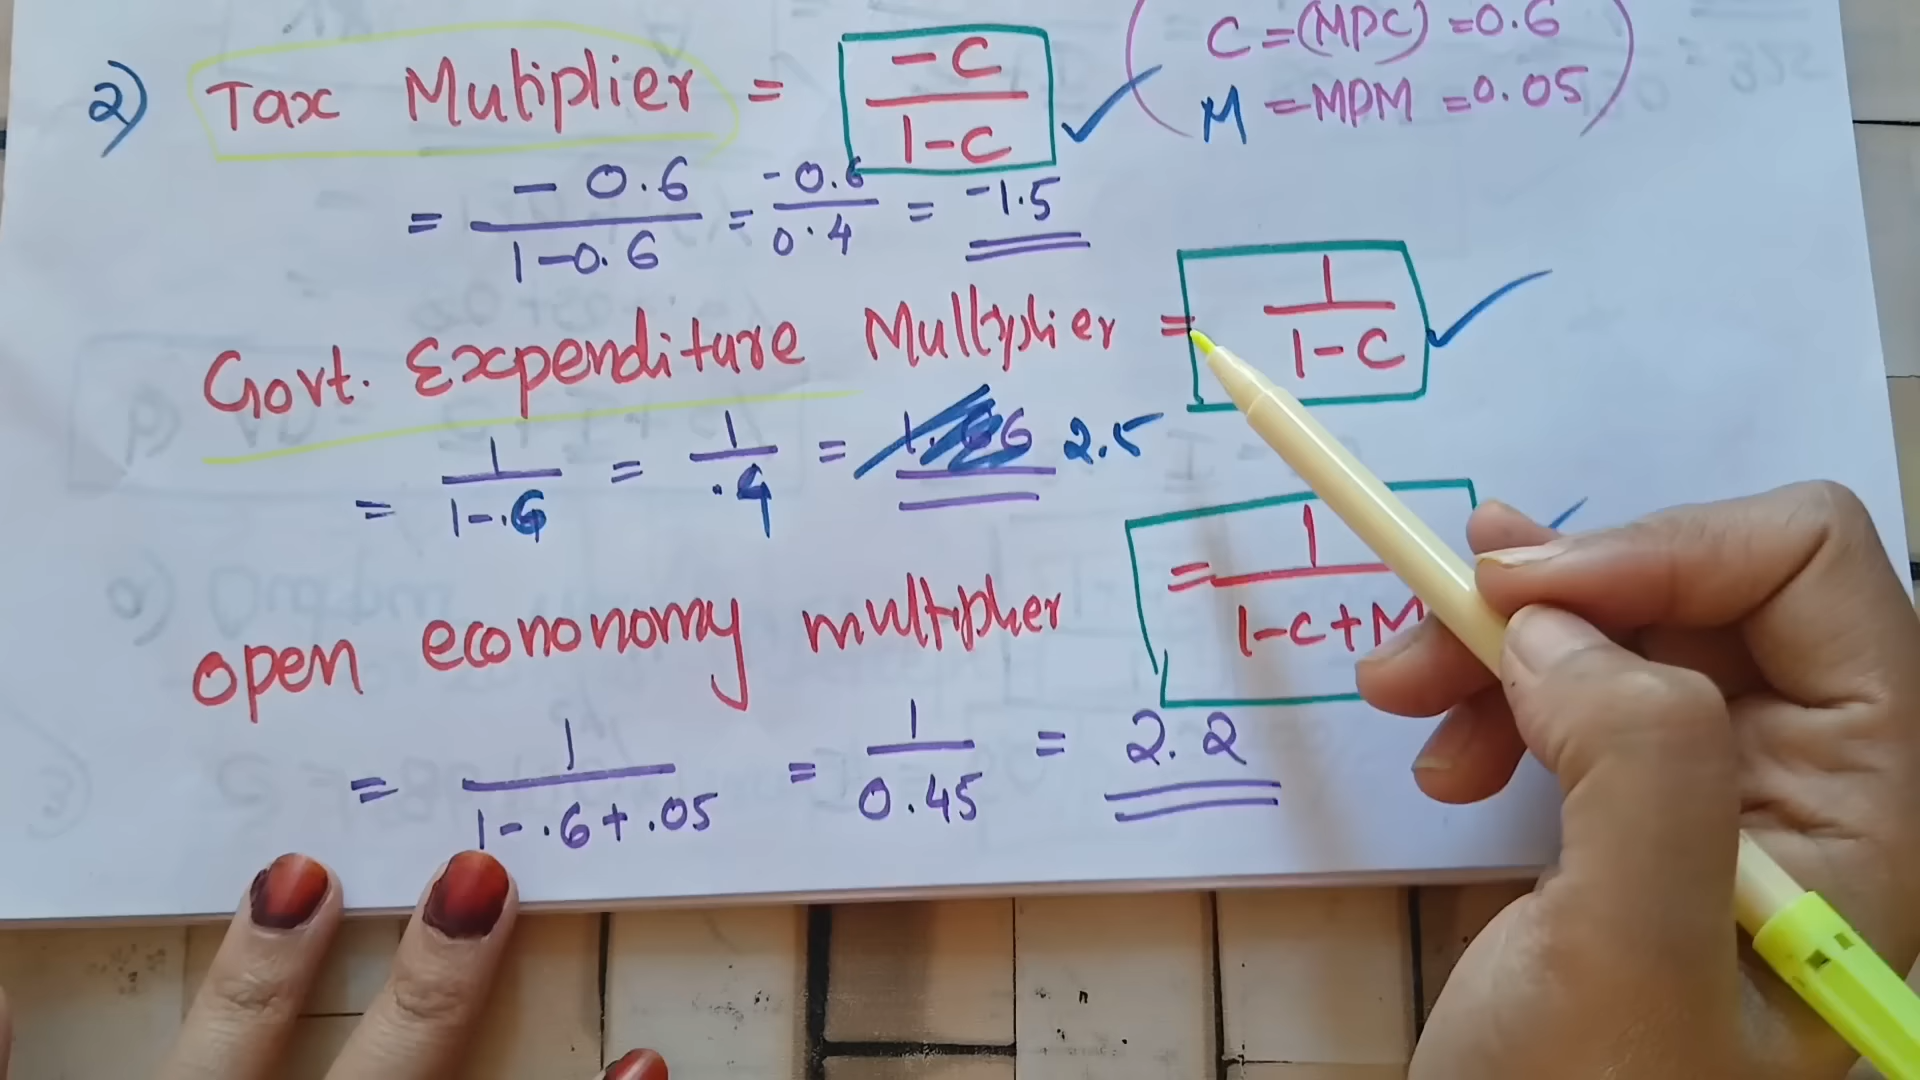 C = (MPC) = 0.6
M = MPM = 0.05
2) Tax Mutiplier = -C / 1-C
= - 0.6 / 1-0.6 = -0.6 / 0.4 = -1.5
Govt. Expenditure Multiplier = 1 / 1-C
= 1 / 1-.6 = 1 / .4 = 2.5
open econonomy multiplier = 1 / 1-C+M
= 1 / 1-.6+.05 = 1 / 0.45 = 2.2